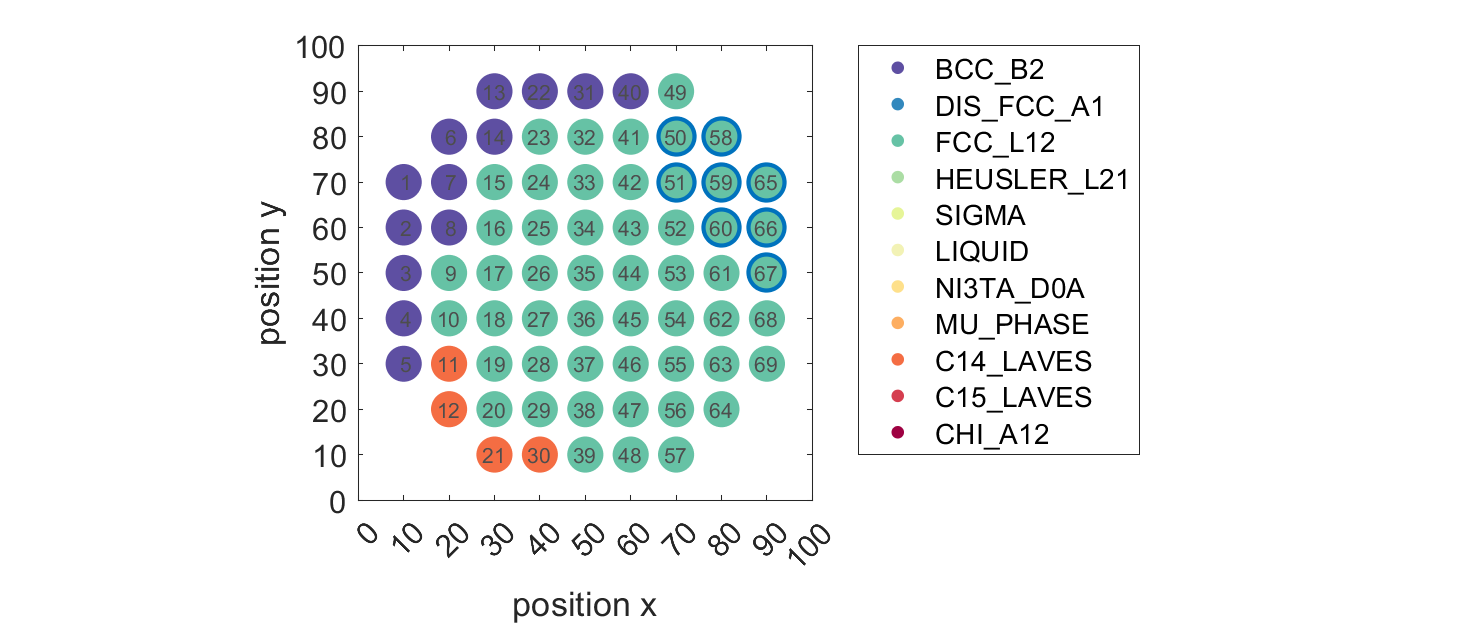 100
90
80
70
60
50
40
30
20
10
0
position y
13 22 31 40 49
6 14 23 32 41 50 58
1 7 15 24 33 42 51 59 65
2 8 16 25 34 43 52 60 66
3 9 17 26 35 44 53 61 67
4 10 18 27 36 45 54 62 68
5 11 19 28 37 46 55 63 69
12 20 29 38 47 56 64
21 30 39 48 57
0 10 20 30 40 50 60 70 80 90 100
position x
BCC_B2
DIS_FCC_A1
FCC_L12
HEUSLER_L21
SIGMA
LIQUID
NI3TA_D0A
MU_PHASE
C14_LAVES
C15_LAVES
CHI_A12